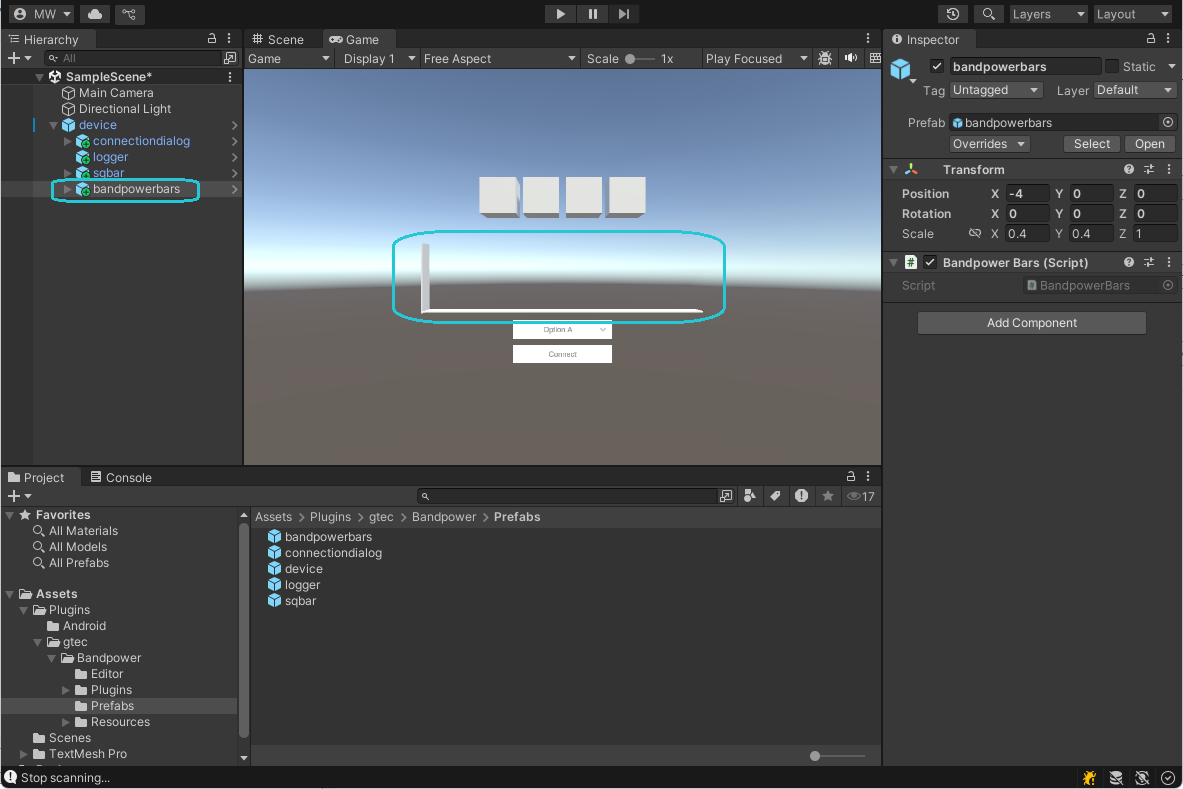 MW
Layers
Layout
Hierarchy
All
SampleScene*
Main Camera
Directional Light
device
connectiondialog
logger
sqbar
bandpowerbars
Scene
Game
Game
Display 1
Free Aspect
Scale
1x
Play Focused
Option A
Connect
Inspector
bandpowerbars
Static
Tag
Untagged
Layer
Default
Prefab
bandpowerbars
Overrides
Select
Open
Transform
Position X -4 Y 0 Z 0
Rotation X 0 Y 0 Z 0
Scale X 0.4 Y 0.4 Z 1
#
Bandpower Bars (Script)
Script
BandpowerBars
Add Component
Project
Console
17
Favorites
All Materials
All Models
All Prefabs
Assets
Plugins
Android
gtec
Bandpower
Editor
Plugins
Prefabs
Resources
Scenes
TextMesh Pro
Assets > Plugins > gtec > Bandpower > Prefabs
bandpowerbars
connectiondialog
device
logger
sqbar
Stop scanning...